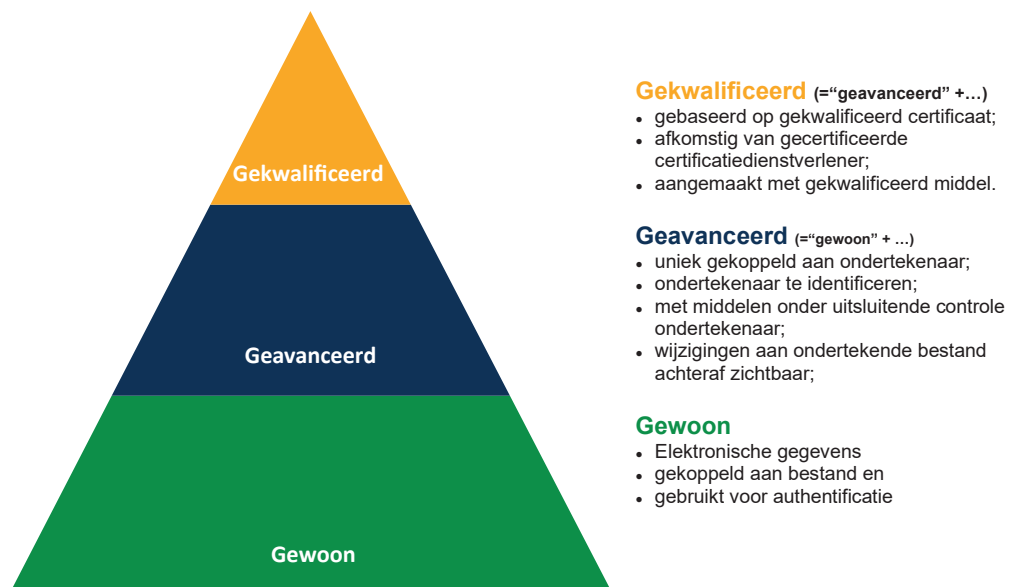 Gekwalificeerd
Geavanceerd
Gewoon
Gekwalificeerd (=“geavanceerd” +…)
• gebaseerd op gekwalificeerd certificaat;
• afkomstig van gecertificeerde
certificatiedienstverlener;
• aangemaakt met gekwalificeerd middel.
Geavanceerd (=“gewoon” + …)
• uniek gekoppeld aan ondertekenaar;
• ondertekenaar te identificeren;
• met middelen onder uitsluitende controle
ondertekenaar;
• wijzigingen aan ondertekende bestand
achteraf zichtbaar;
Gewoon
• Elektronische gegevens
• gekoppeld aan bestand en
• gebruikt voor authentificatie